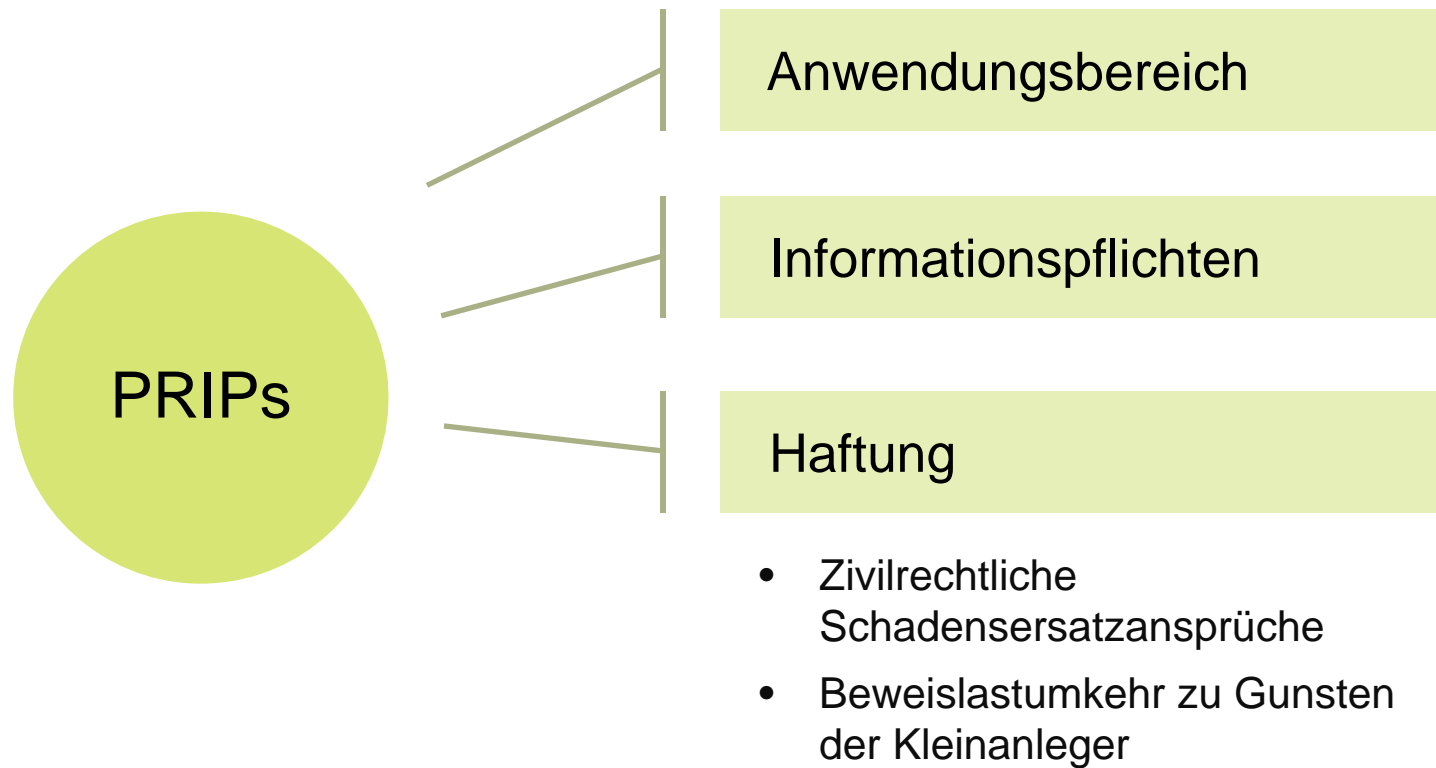 PRIPs
Anwendungsbereich
Informationspflichten
Haftung
• Zivilrechtliche
Schadensersatzansprüche
• Beweislastumkehr zu Gunsten
der Kleinanleger